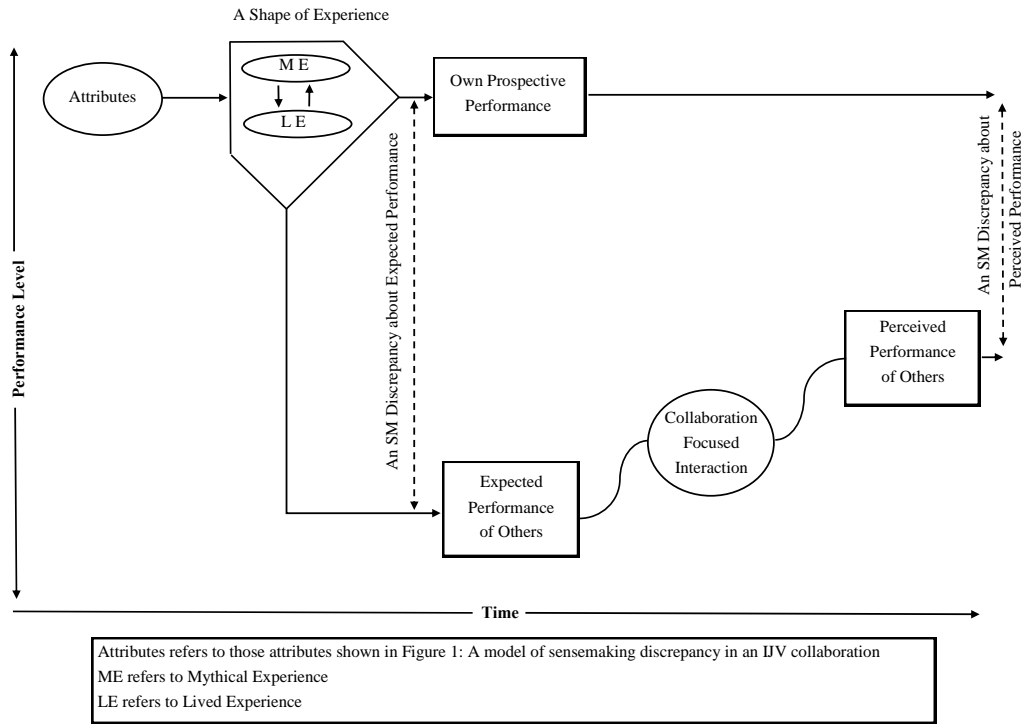 A Shape of Experience
Attributes
M E
L E
Own Prospective
Performance
An SM Discrepancy about Expected Performance
An SM Discrepancy about
Perceived Performance
Performance Level
Perceived
Performance
of Others
Collaboration
Focused
Interaction
Expected
Performance
of Others
Time
Attributes refers to those attributes shown in Figure 1: A model of sensemaking discrepancy in an IJV collaboration
ME refers to Mythical Experience
LE refers to Lived Experience